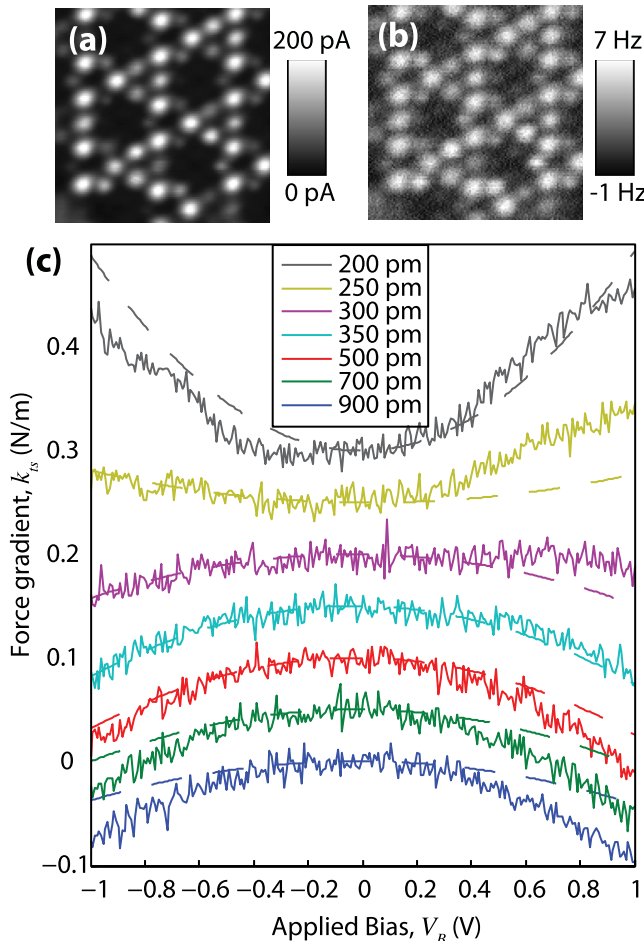 (a)
200 pA
0 pA
(b)
7 Hz
-1 Hz
(c)
200 pm
250 pm
300 pm
350 pm
500 pm
700 pm
900 pm
Force gradient, k_ts (N/m)
0.4
0.3
0.2
0.1
0
−0.1
−1 −0.8 −0.6 −0.4 −0.2 0 0.2 0.4 0.6 0.8 1
Applied Bias, V_B (V)